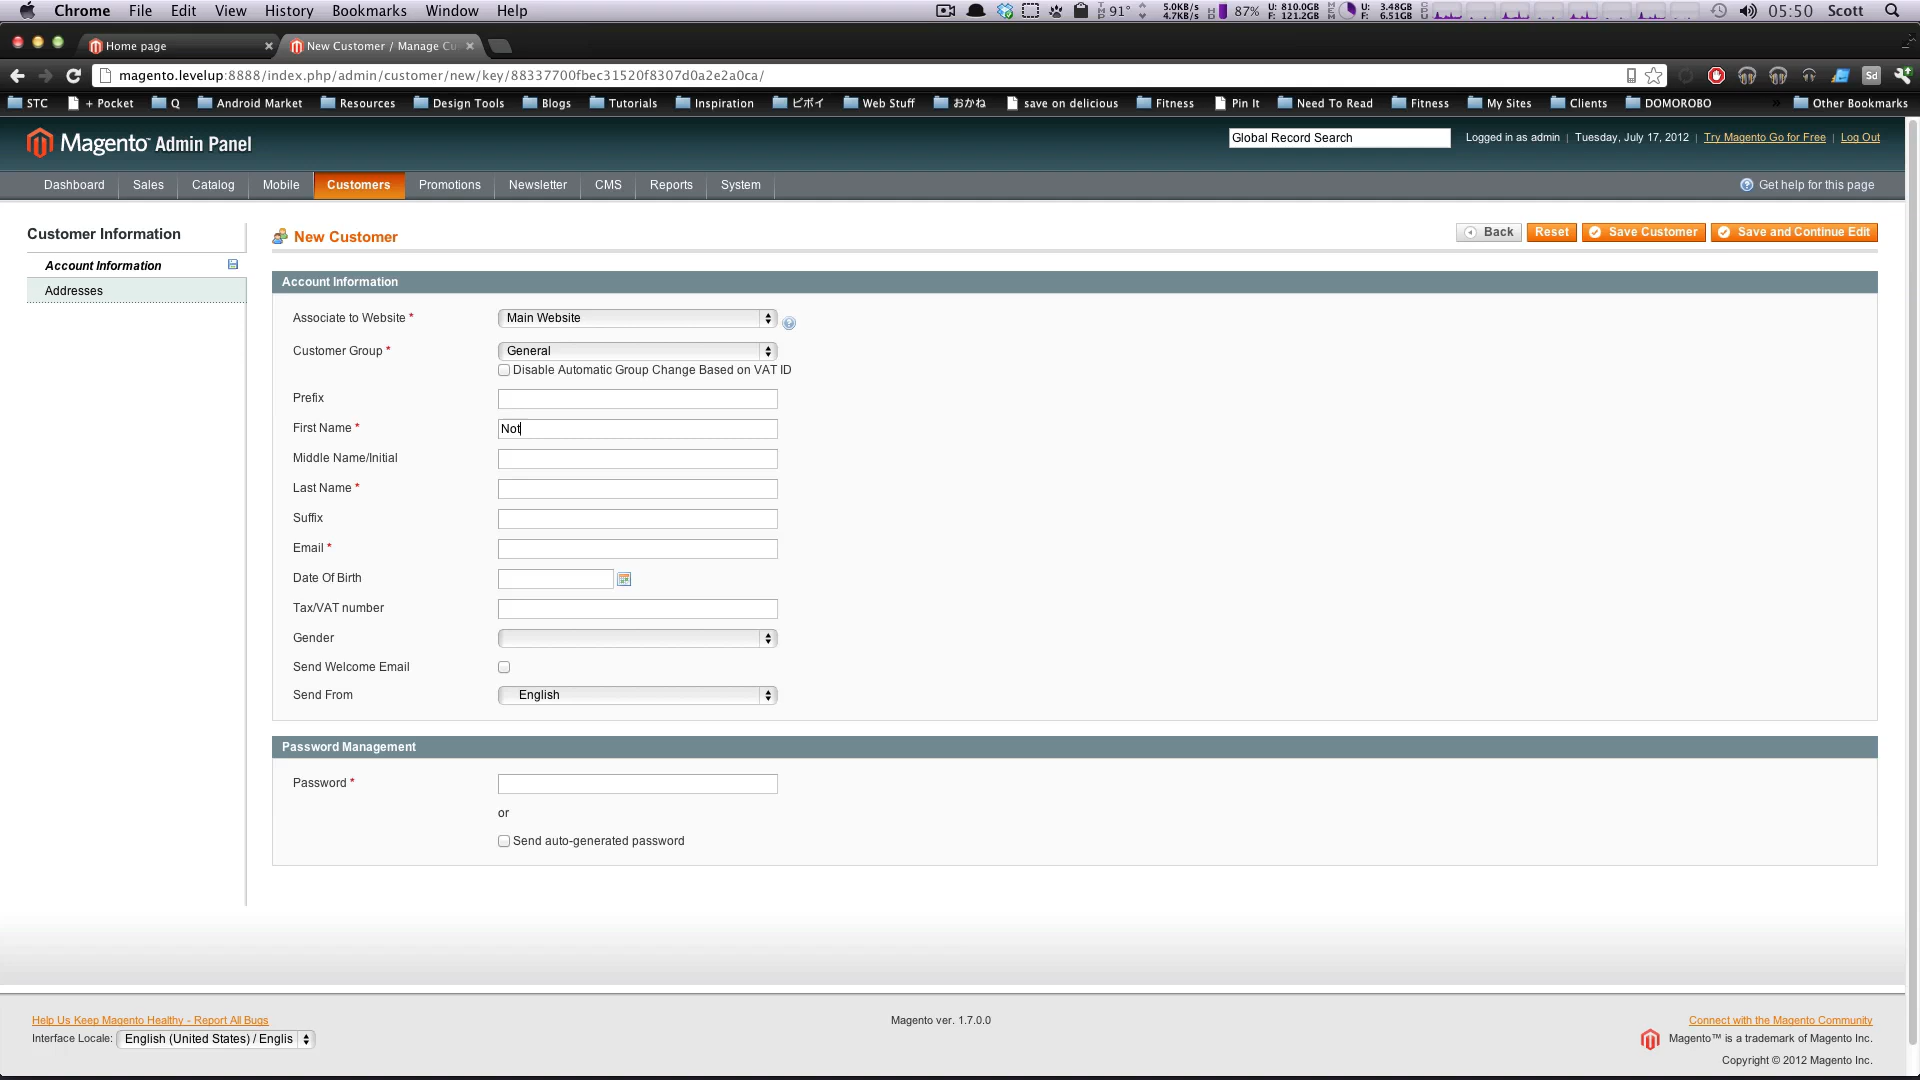 Chrome File Edit View History Bookmarks Window Help 91° 5.0KB/s 4.7KB/s 87% U: 810.0GB F: 121.2GB U: 3.48GB F: 6.51GB 05:50 Scott
Home page New Customer / Manage Cu
magento.levelup:8888/index.php/admin/customer/new/key/88337700fbec31520f8307d0a2e2a0ca/ Sd
STC + Pocket Q Android Market Resources Design Tools Blogs Tutorials Inspiration ビボイ Web Stuff おかね save on delicious Fitness Pin It Need To Read Fitness My Sites Clients DOMOROBO » Other Bookmarks
Magento™ Admin Panel Global Record Search Logged in as admin | Tuesday, July 17, 2012 | Try Magento Go for Free | Log Out
Dashboard Sales Catalog Mobile Customers Promotions Newsletter CMS Reports System Get help for this page
Customer Information
Account Information
Addresses
New Customer Back Reset Save Customer Save and Continue Edit
Account Information
Associate to Website * Main Website
Customer Group * General
Disable Automatic Group Change Based on VAT ID
Prefix
First Name * Not
Middle Name/Initial
Last Name *
Suffix
Email *
Date Of Birth
Tax/VAT number
Gender
Send Welcome Email
Send From English
Password Management
Password *
or
Send auto-generated password
Help Us Keep Magento Healthy - Report All Bugs Magento ver. 1.7.0.0 Connect with the Magento Community
Interface Locale: English (United States) / Englis Magento™ is a trademark of Magento Inc.
Copyright © 2012 Magento Inc.